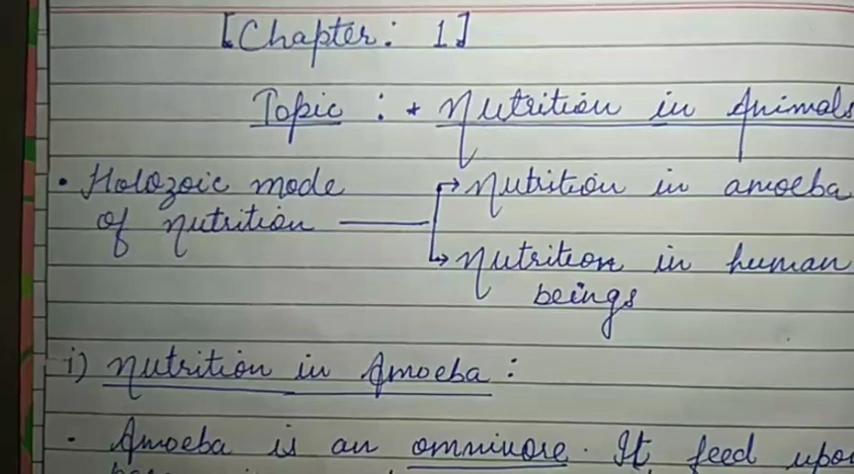 [Chapter: 1]
Topic : * Nutrition in Animals
• Holozoic mode → Nutrition in amoeba
of nutrition
→ Nutrition in human
beings
i) Nutrition in Amoeba :
• Amoeba is an omnivore. It feed upon